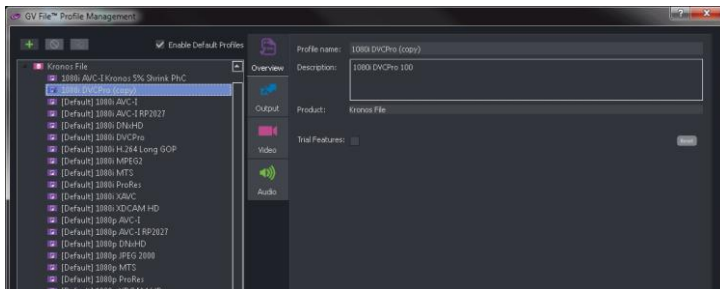 GV File™ Profile Management
Enable Default Profiles
Kronos File
1080i AVC-I Kronos 5% Shrink PhC
1080i DVCPro (copy)
[Default] 1080i AVC-I
[Default] 1080i AVC-I RP2027
[Default] 1080i DNxHD
[Default] 1080i DVCPro
[Default] 1080i H.264 Long GOP
[Default] 1080i MPEG2
[Default] 1080i MTS
[Default] 1080i ProRes
[Default] 1080i XAVC
[Default] 1080i XDCAM HD
[Default] 1080p AVC-I
[Default] 1080p AVC-I RP2027
[Default] 1080p DNxHD
[Default] 1080p JPEG 2000
[Default] 1080p MTS
[Default] 1080p ProRes
Overview
Output
Video
Audio
Profile name: 1080i DVCPro (copy)
Description: 1080i DVCPro 100
Product: Kronos File
Trial Features:
Reset